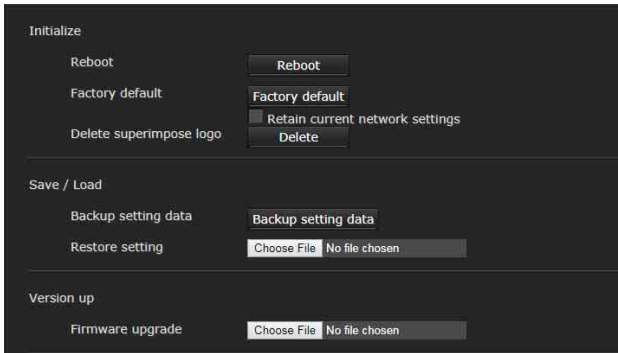 Initialize
Reboot Reboot
Factory default Factory default
Retain current network settings
Delete superimpose logo Delete
Save / Load
Backup setting data Backup setting data
Restore setting Choose File No file chosen
Version up
Firmware upgrade Choose File No file chosen